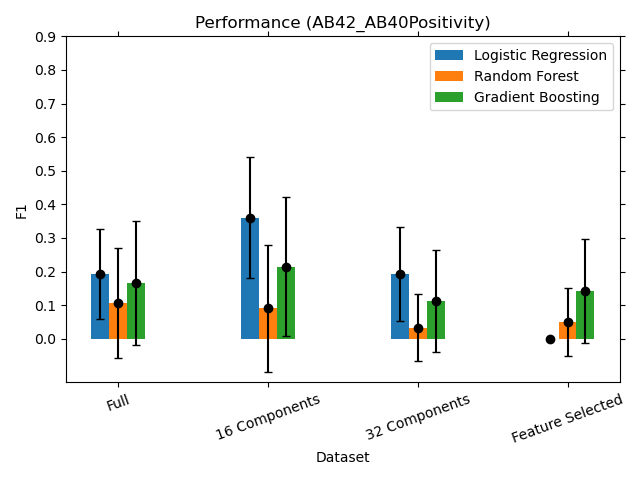 Performance (AB42_AB40Positivity)
Logistic Regression
Random Forest
Gradient Boosting
F1
0.9
0.8
0.7
0.6
0.5
0.4
0.3
0.2
0.1
0.0
Full
16 Components
32 Components
Feature Selected
Dataset